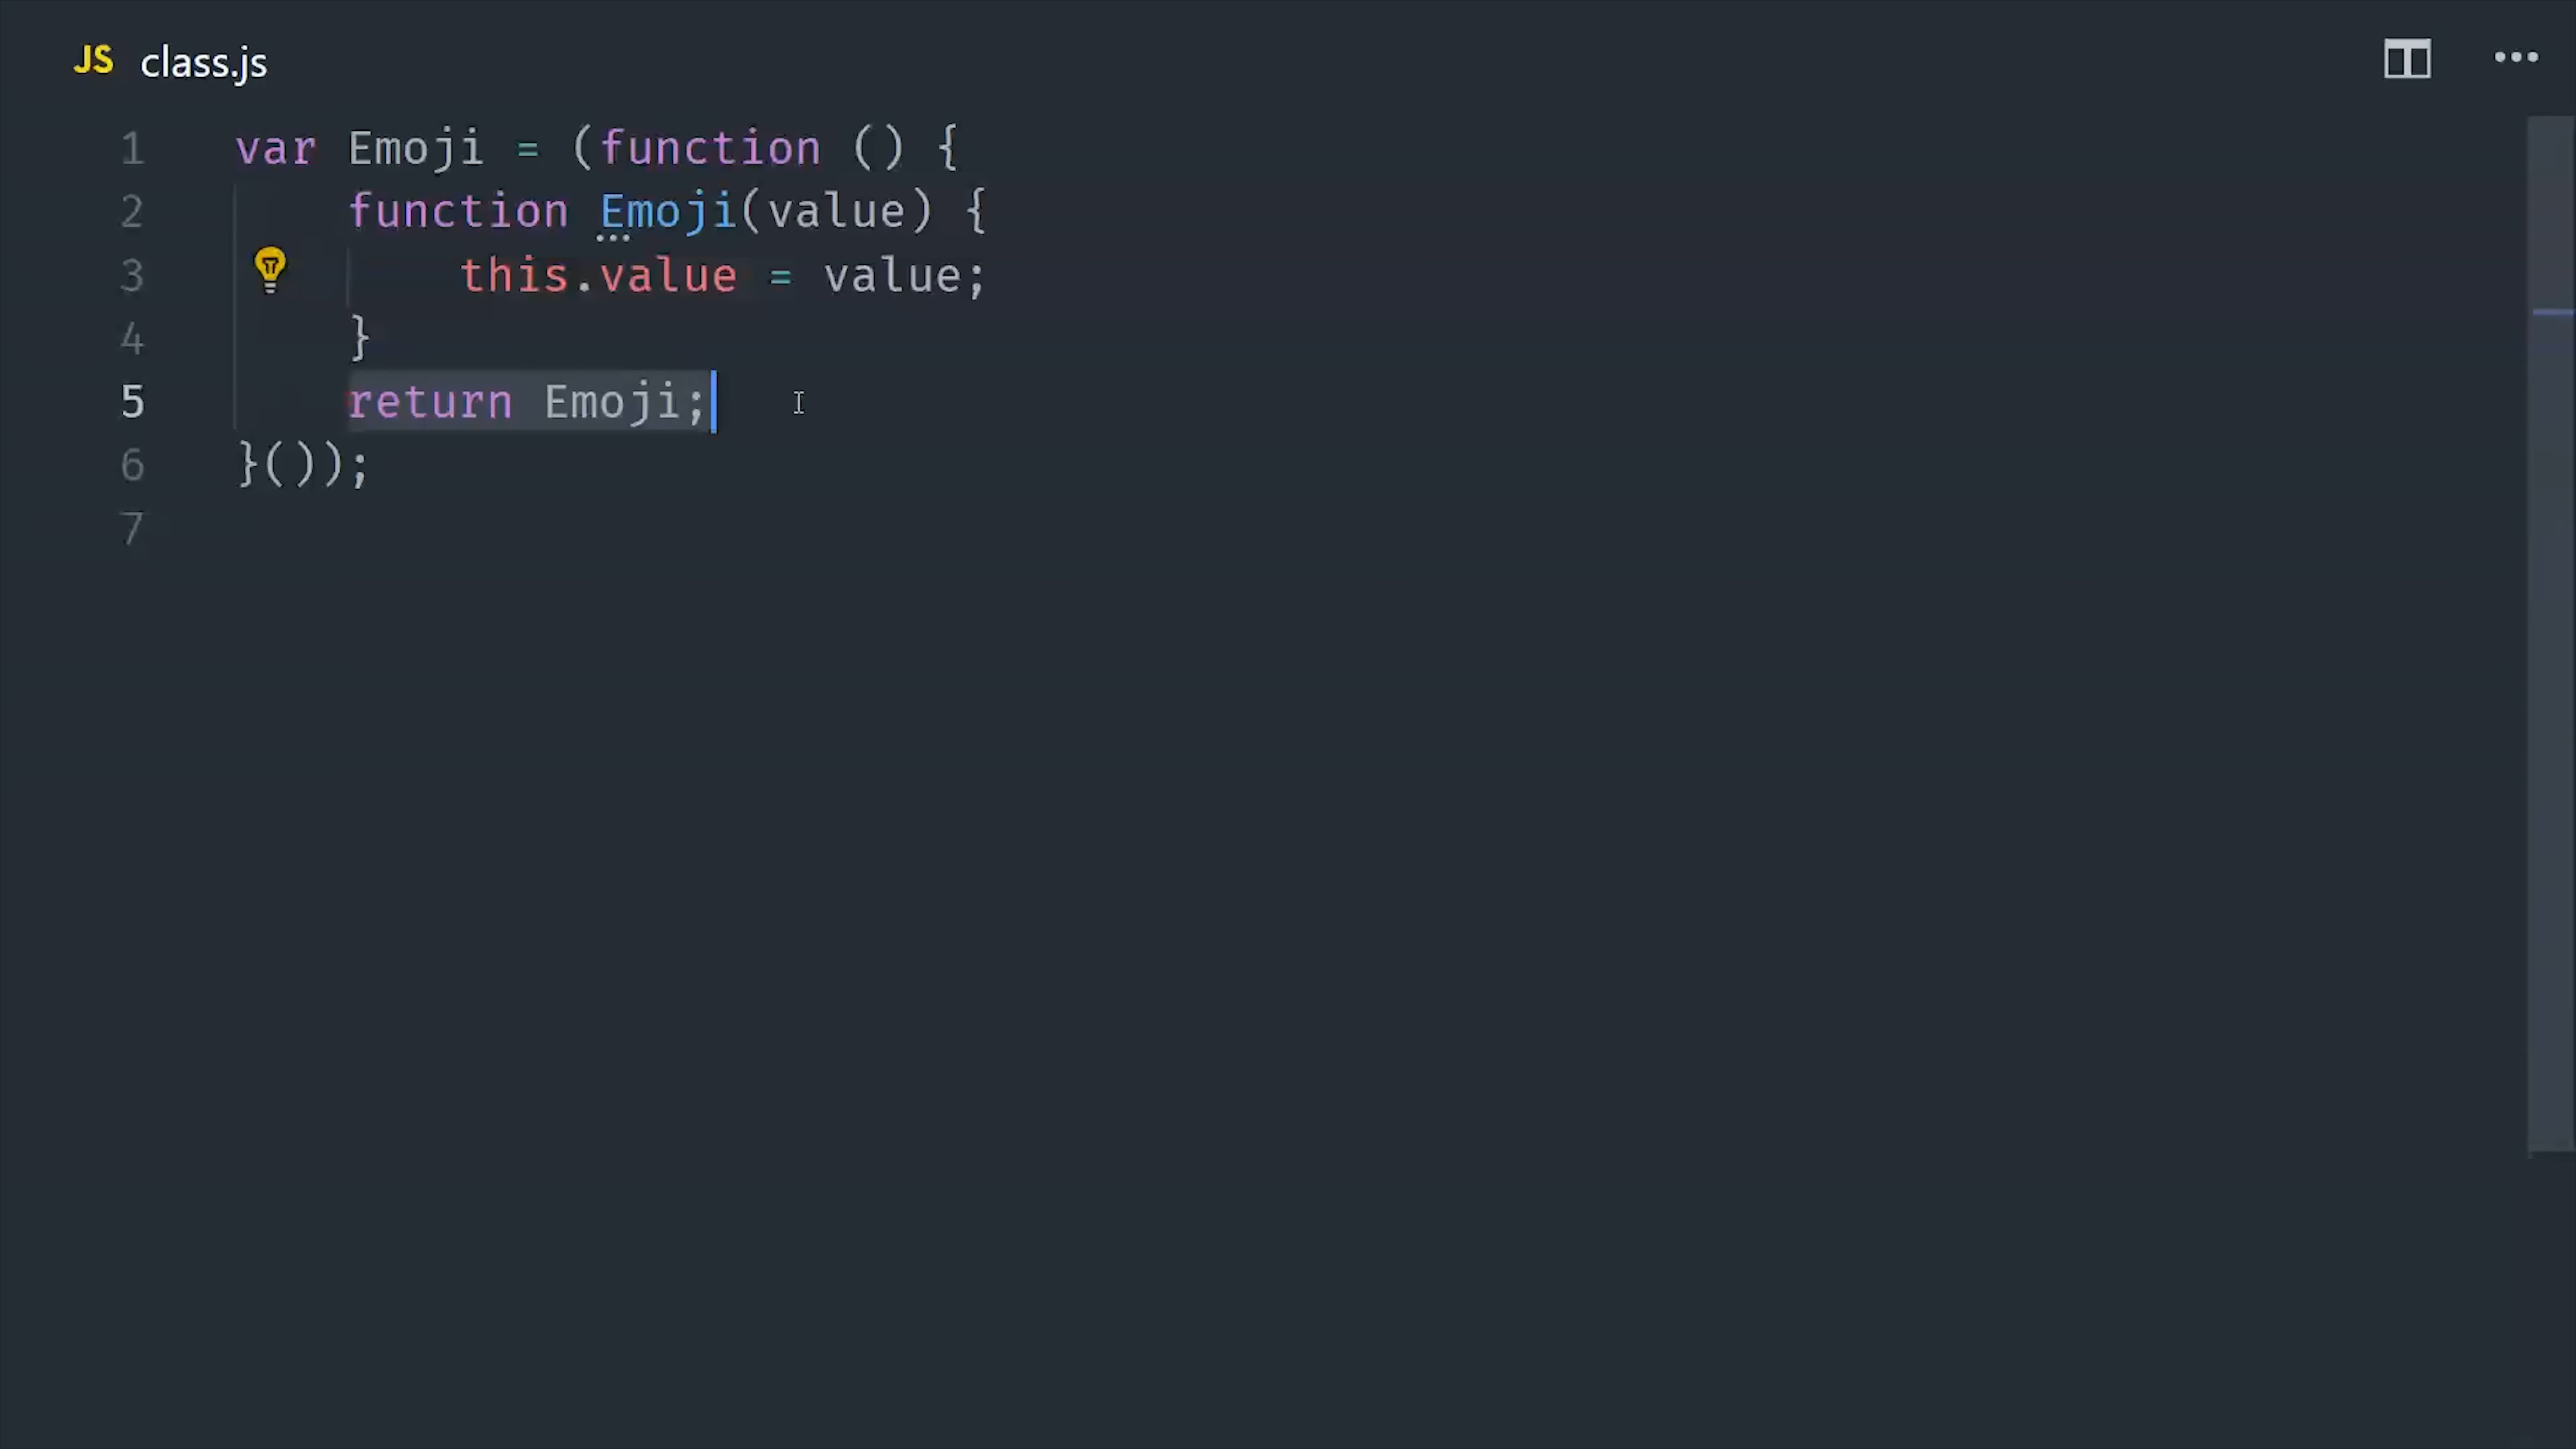 JS class.js
1 var Emoji = (function () {
2 function Emoji(value) {
3 this.value = value;
4 }
5 return Emoji;
6 }());
7